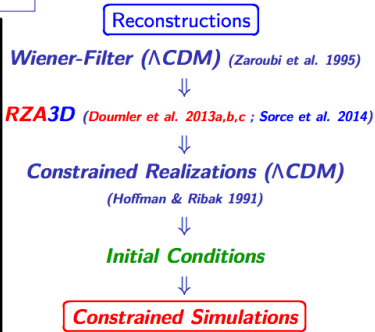 Reconstructions
Wiener-Filter (ΛCDM) (Zaroubi et al. 1995)
⇓
RZA3D (Doumler et al. 2013a,b,c ; Sorce et al. 2014)
⇓
Constrained Realizations (ΛCDM)
(Hoffman & Ribak 1991)
⇓
Initial Conditions
⇓
Constrained Simulations